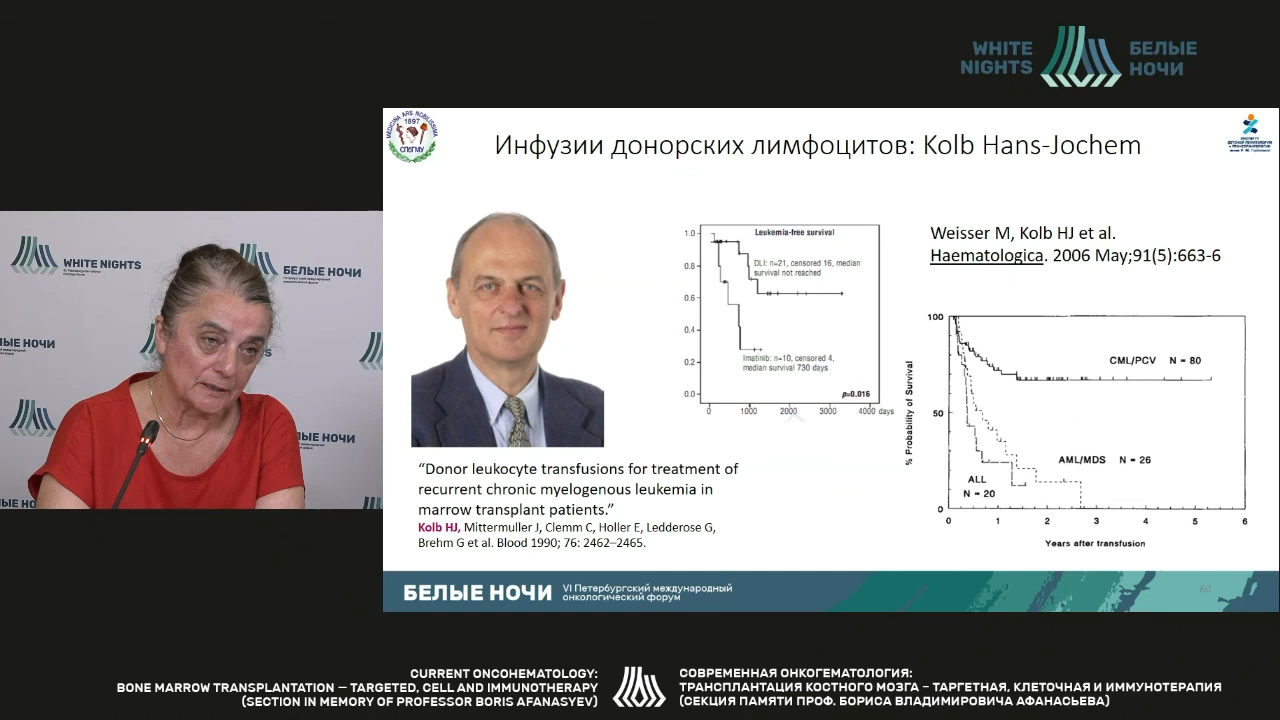 WHITE
NIGHTS
БЕЛЫЕ
НОЧИ
MEDICINA ARS NOBILISSIMA
1897
СПбГМУ
Инфузии донорских лимфоцитов: Kolb Hans-Jochem
Leukemia-free survival
DLI: n=21, censored 16, median
survival not reached
Imatinib: n=10, censored 4,
median survival 730 days
p=0.016
1.0
0.8
0.6
0.4
0.2
0.0
0 1000 2000 3000 4000 days
Weisser M, Kolb HJ et al.
Haematologica. 2006 May;91(5):663-6
% Probability of Survival
100
50
0
CML/PCV N = 80
AML/MDS N = 26
ALL
N = 20
0 1 2 3 4 5 6
Years after transfusion
“Donor leukocyte transfusions for treatment of
recurrent chronic myelogenous leukemia in
marrow transplant patients.”
Kolb HJ, Mittermuller J, Clemm C, Holler E, Ledderose G,
Brehm G et al. Blood 1990; 76: 2462–2465.
БЕЛЫЕ НОЧИ
VI Петербургский международный
онкологический форум
60
WHITE NIGHTS
БЕЛЫЕ НОЧИ
ЫЕ НОЧИ
ЛЫЕ НОЧИ
CURRENT ONCOHEMATOLOGY:
BONE MARROW TRANSPLANTATION – TARGETED, CELL AND IMMUNOTHERAPY
(SECTION IN MEMORY OF PROFESSOR BORIS AFANASYEV)
СОВРЕМЕННАЯ ОНКОГЕМАТОЛОГИЯ:
ТРАНСПЛАНТАЦИЯ КОСТНОГО МОЗГА – ТАРГЕТНАЯ, КЛЕТОЧНАЯ И ИММУНОТЕРАПИЯ
(СЕКЦИЯ ПАМЯТИ ПРОФ. БОРИСА ВЛАДИМИРОВИЧА АФАНАСЬЕВА)